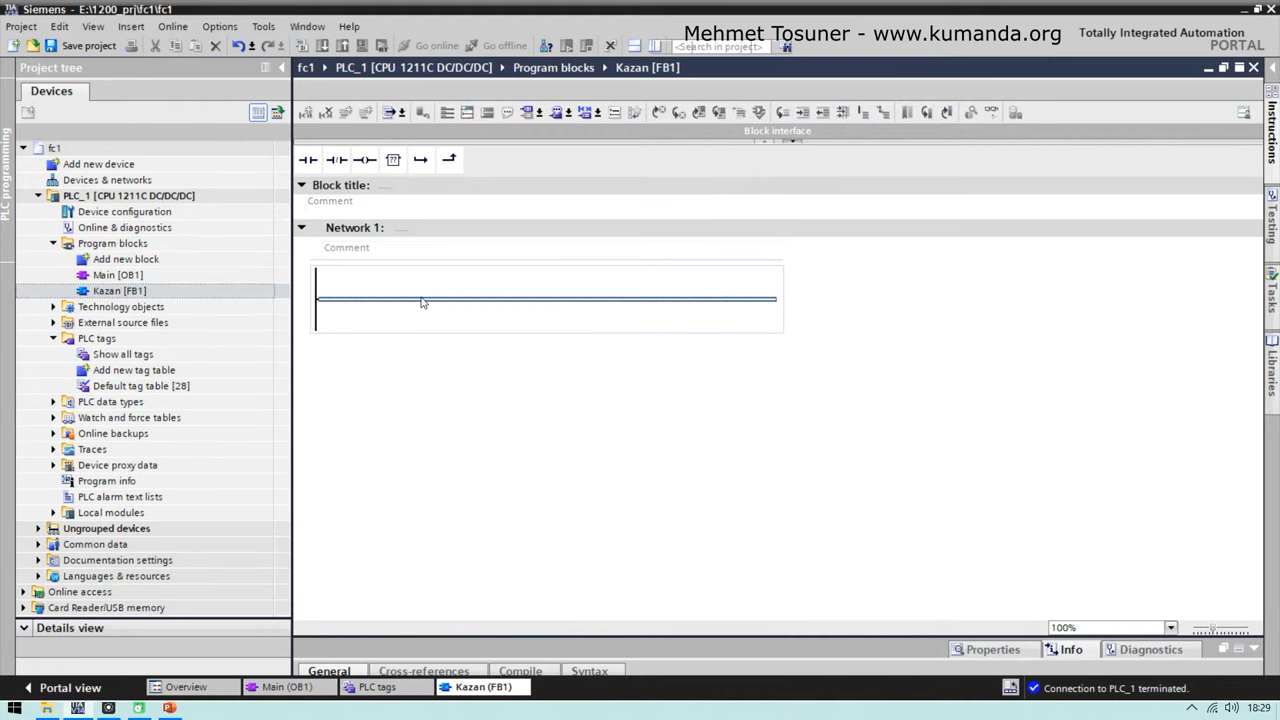 Siemens - E:\1200_prj\fc1\fc1
Project Edit View Insert Online Options Tools Window Help
Mehmet Tosuner - www.kumanda.org
Totally Integrated Automation
PORTAL
Save project
Go online
Go offline
<Search in project>
Project tree
fc1 PLC_1 [CPU 1211C DC/DC/DC] Program blocks Kazan [FB1]
Devices
Block interface
fc1
Add new device
Devices & networks
PLC_1 [CPU 1211C DC/DC/DC]
Device configuration
Online & diagnostics
Program blocks
Add new block
Main [OB1]
Kazan [FB1]
Technology objects
External source files
PLC tags
Show all tags
Add new tag table
Default tag table [28]
PLC data types
Watch and force tables
Online backups
Traces
Device proxy data
Program info
PLC alarm text lists
Local modules
Ungrouped devices
Common data
Documentation settings
Languages & resources
Online access
Card Reader/USB memory
Details view
??
Block title: .....
Comment
Network 1: .....
Comment
100%
Properties Info Diagnostics
General Cross-references Compile Syntax
PLC programming
Instructions
Testing
Tasks
Libraries
Portal view Overview Main (OB1) PLC tags Kazan (FB1)
Connection to PLC_1 terminated.
18:29